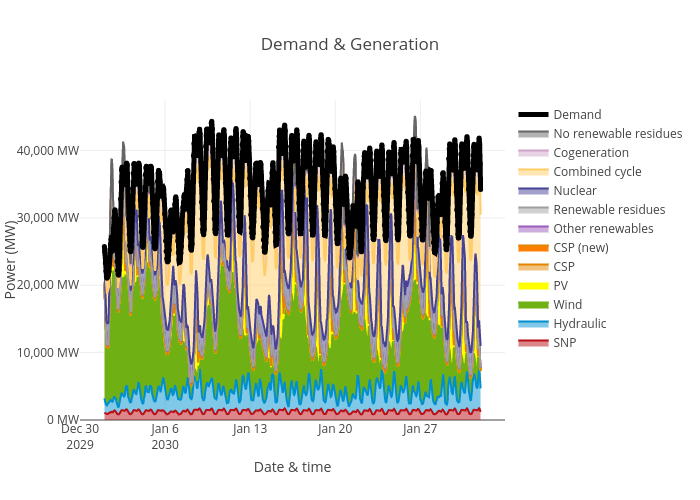 Demand & Generation
Demand
No renewable residues
Cogeneration
Combined cycle
Nuclear
Renewable residues
Other renewables
CSP (new)
CSP
PV
Wind
Hydraulic
SNP
40,000 MW
30,000 MW
20,000 MW
10,000 MW
0 MW
Power (MW)
Dec 30
2029
Jan 6
2030
Jan 13
Jan 20
Jan 27
Date & time